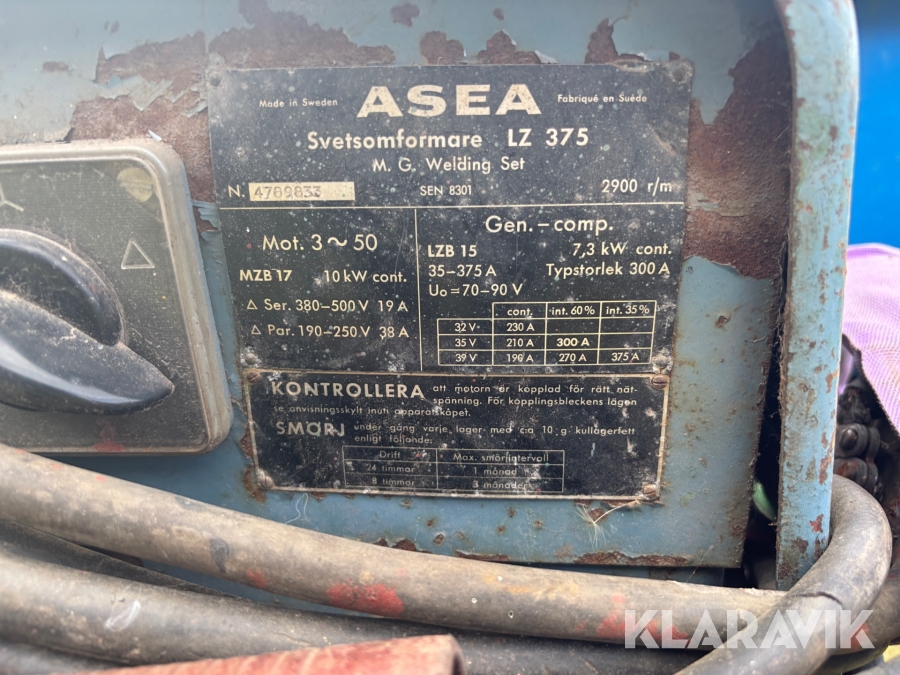 Made in Sweden ASEA Fabriqué en Suède
Svetsomformare LZ 375
M. G. Welding Set
N. 4789833 SEN 8301 2900 r/m
Mot. 3~50
MZB 17 10 kW cont.
△ Ser. 380–500 V 19 A
△ Par. 190–250 V 38 A
Gen.–comp.
LZB 15 7,3 kW cont.
35–375 A Typstorlek 300 A
U₀ = 70–90 V
cont. int. 60% int. 35%
32 V 230 A
35 V 210 A 300 A
39 V 190 A 270 A 375 A
KONTROLLERA att motorn är kopplad för rätt nät-
spänning. För kopplingsbleckens lägen
se anvisningsskylt inuti apparatskåpet.
SMÖRJ under gång varje lager med c:a 10 g kullagerfett
enligt följande:
Drift Max. smörjintervall
24 timmar 1 månad
8 timmar 3 månader
KLARAVIK